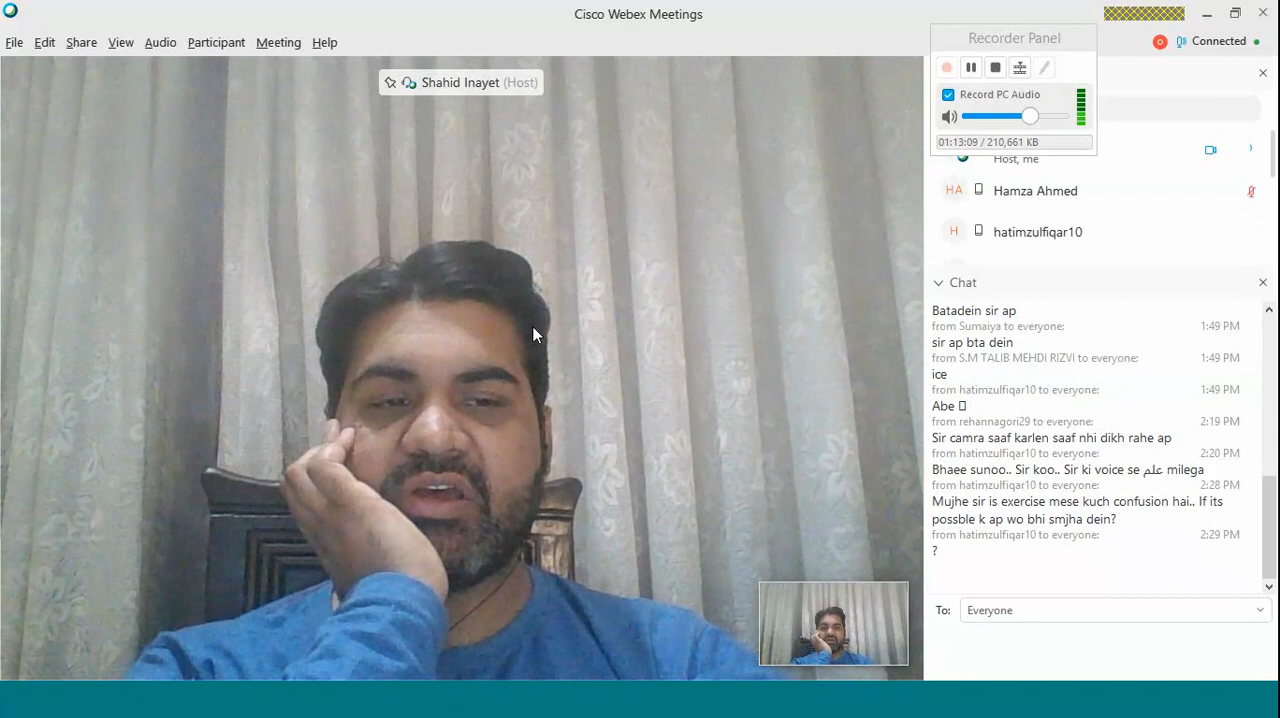 Cisco Webex Meetings
File Edit Share View Audio Participant Meeting Help
Recorder Panel
Connected
Record PC Audio
01:13:09 / 210,661 KB
Shahid Inayet (Host)
Host, me
HA Hamza Ahmed
H hatimzulfiqar10
Chat
Batadein sir ap
from Sumaiya to everyone: 1:49 PM
sir ap bta dein
from S.M TALIB MEHDI RIZVI to everyone: 1:49 PM
ice
from hatimzulfiqar10 to everyone: 1:49 PM
Abe
from rehannagori29 to everyone: 2:19 PM
Sir camra saaf karlen saaf nhi dikh rahe ap
from hatimzulfiqar10 to everyone: 2:20 PM
Bhaee sunoo.. Sir koo.. Sir ki voice se علم milega
from hatimzulfiqar10 to everyone: 2:28 PM
Mujhe sir is exercise mese kuch confusion hai.. If its
possble k ap wo bhi smjha dein?
from hatimzulfiqar10 to everyone: 2:29 PM
?
To: Everyone